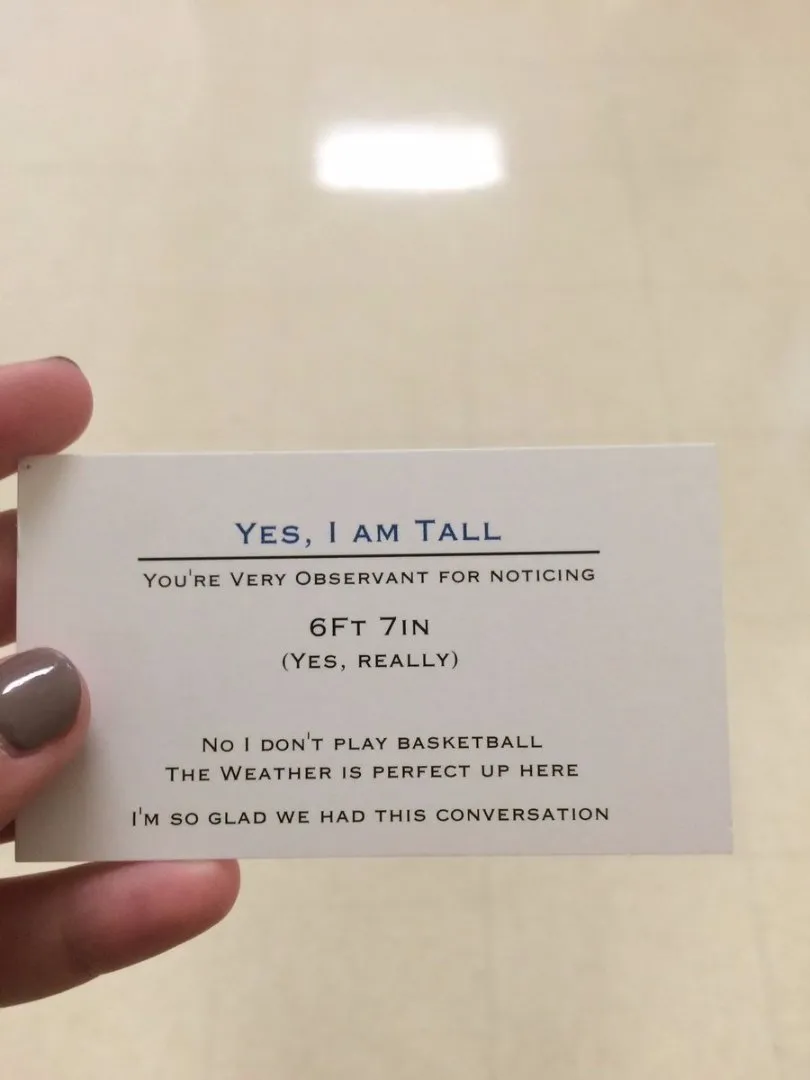 Yes, I am Tall
You're Very Observant for noticing
6Ft 7in
(Yes, really)
No I don't play basketball
The Weather is perfect up here
I'm so glad we had this conversation